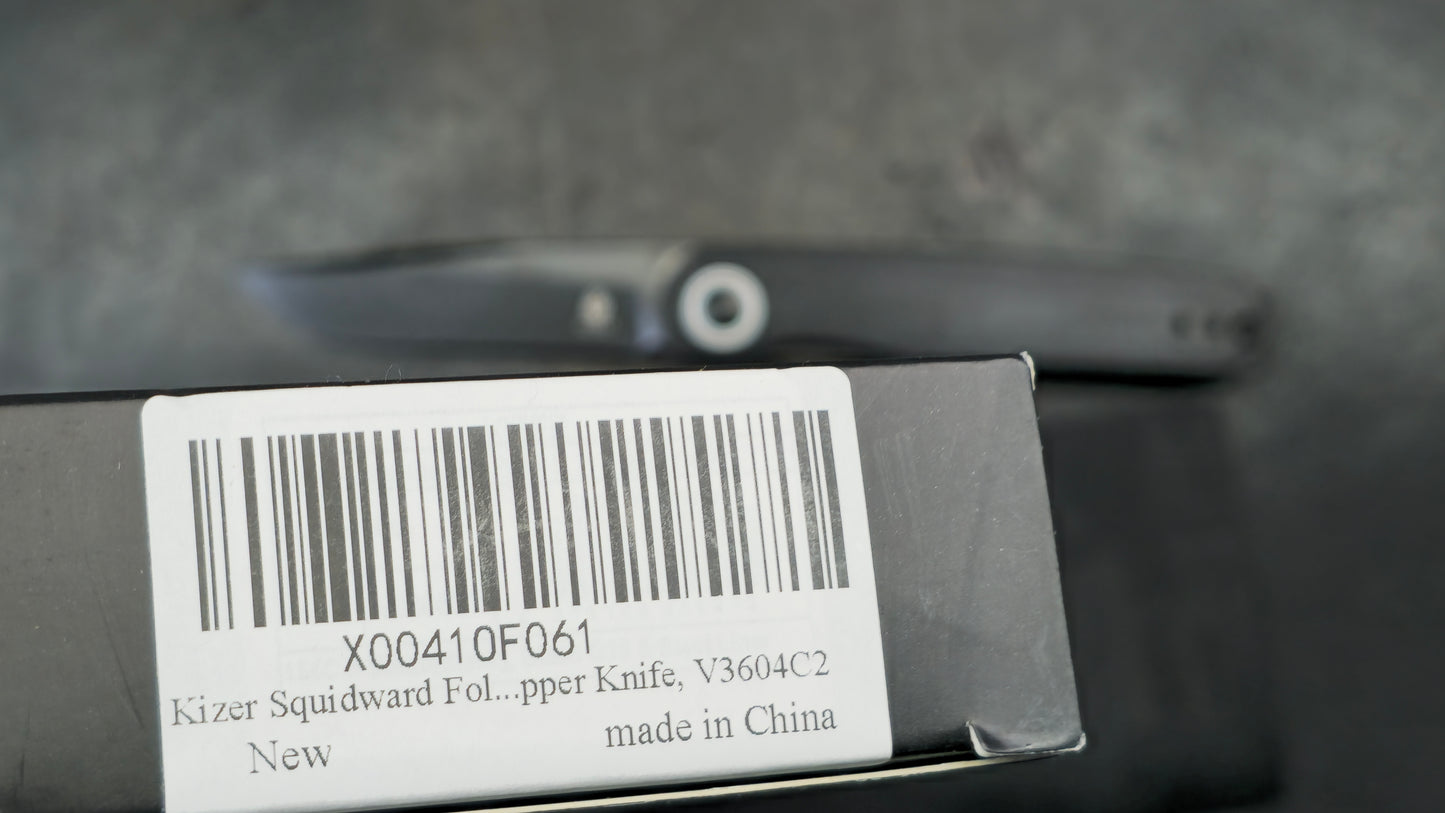 X00410F061
Kizer Squidward Fol...pper Knife, V3604C2
New made in China